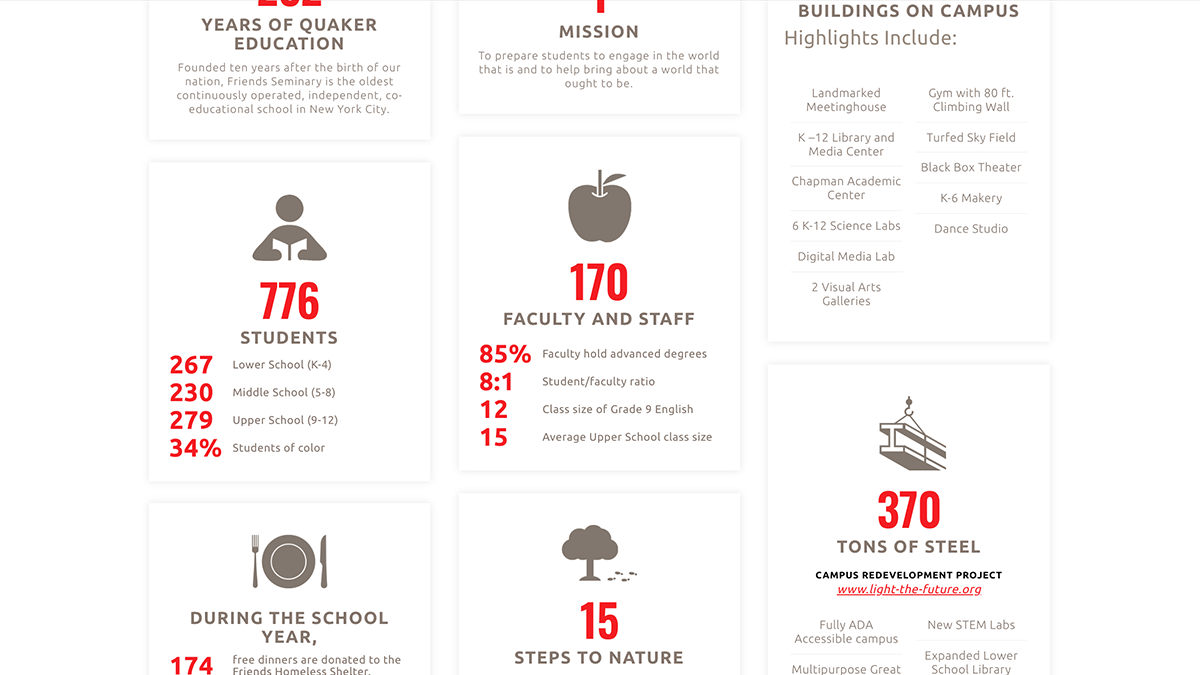 YEARS OF QUAKER
EDUCATION
Founded ten years after the birth of our
nation, Friends Seminary is the oldest
continuously operated, independent, co-
educational school in New York City.
776
STUDENTS
267 Lower School (K-4)
230 Middle School (5-8)
279 Upper School (9-12)
34% Students of color
DURING THE SCHOOL
YEAR,
174 free dinners are donated to the
Friends Homeless Shelter.
MISSION
To prepare students to engage in the world
that is and to help bring about a world that
ought to be.
170
FACULTY AND STAFF
85% Faculty hold advanced degrees
8:1 Student/faculty ratio
12 Class size of Grade 9 English
15 Average Upper School class size
15
STEPS TO NATURE
BUILDINGS ON CAMPUS
Highlights Include:
Landmarked
Meetinghouse
K –12 Library and
Media Center
Chapman Academic
Center
6 K-12 Science Labs
Digital Media Lab
2 Visual Arts
Galleries
Gym with 80 ft.
Climbing Wall
Turfed Sky Field
Black Box Theater
K-6 Makery
Dance Studio
370
TONS OF STEEL
CAMPUS REDEVELOPMENT PROJECT
www.light-the-future.org
Fully ADA
Accessible campus
Multipurpose Great
New STEM Labs
Expanded Lower
School Library